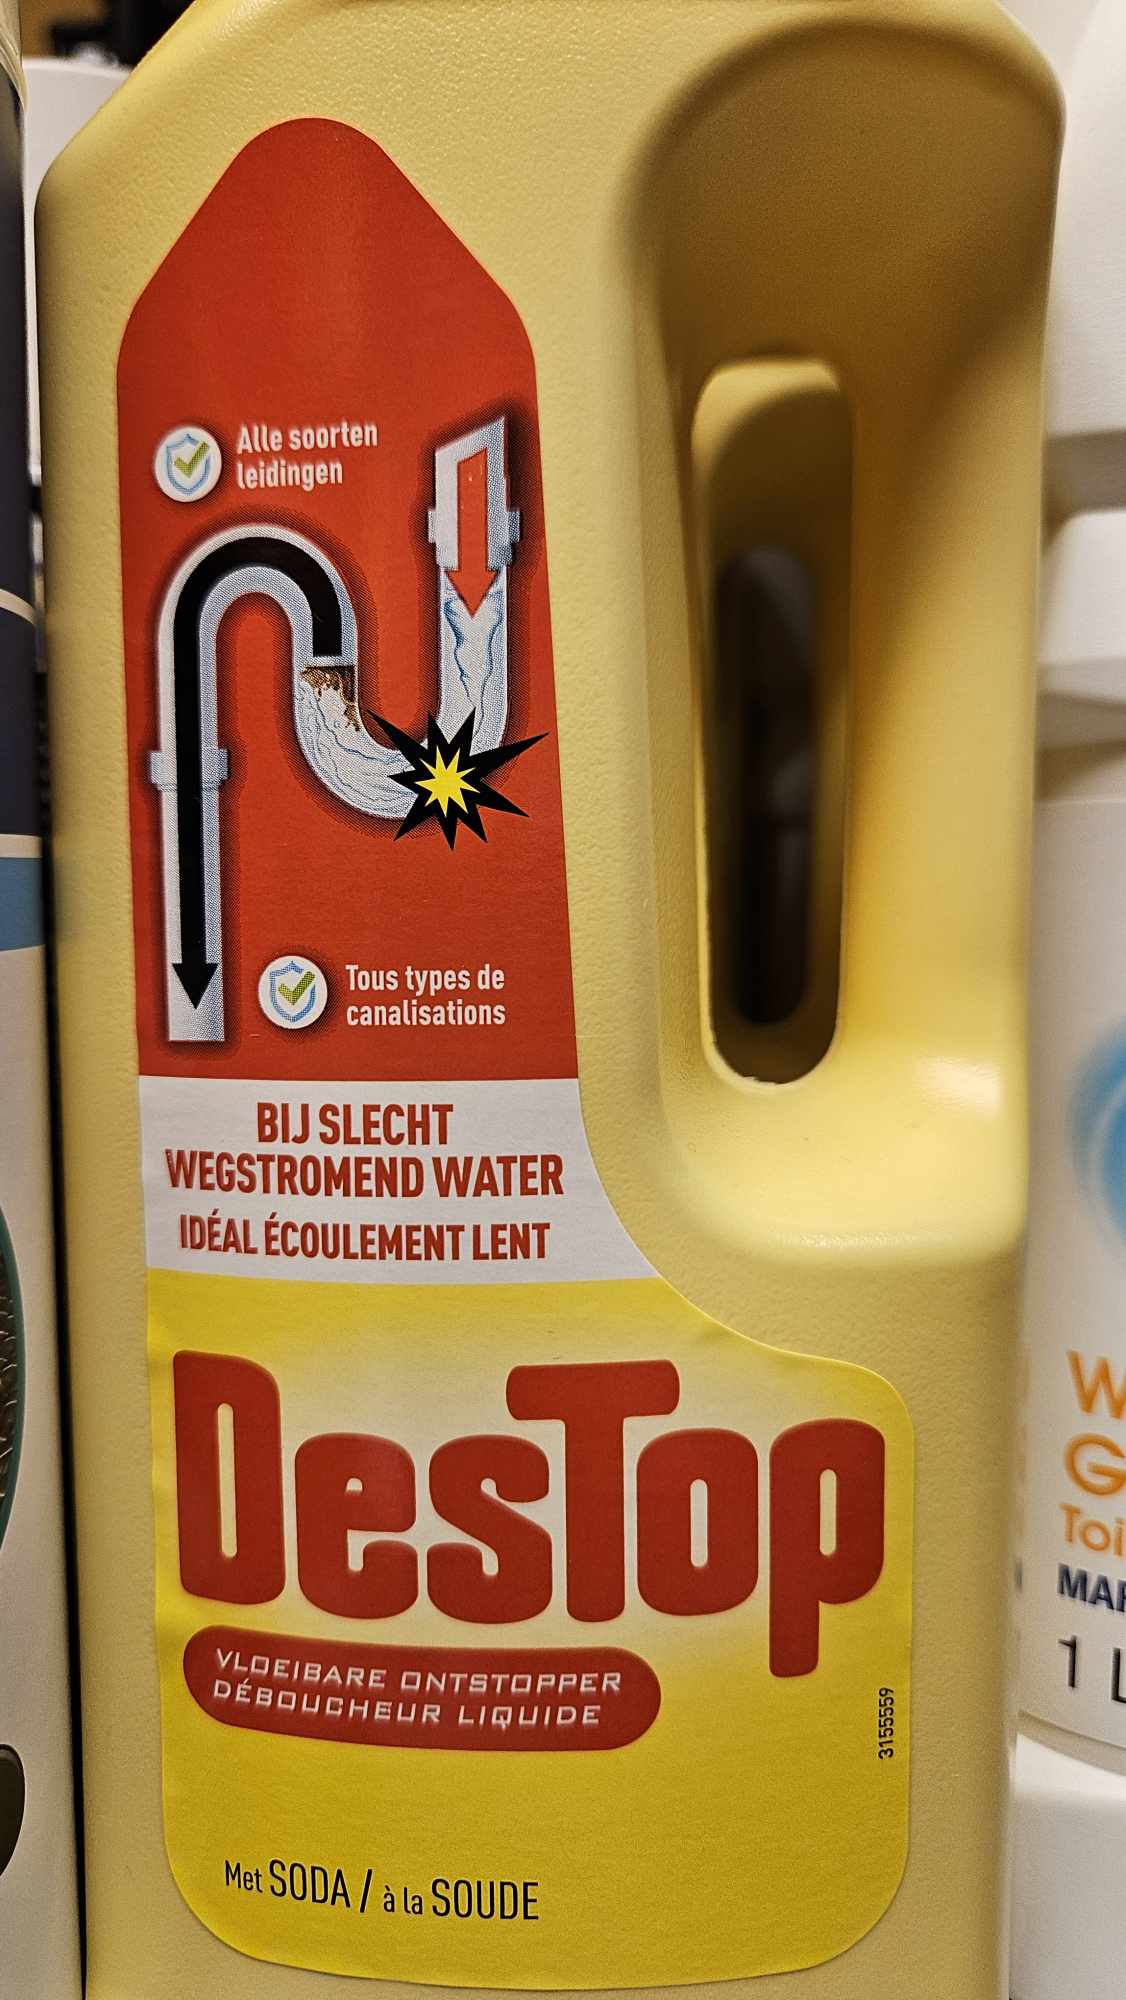 Alle soorten
leidingen
Tous types de
canalisations
BIJ SLECHT
WEGSTROMEND WATER
IDÉAL ÉCOULEMENT LENT
DesTop
VLOEIBARE ONTSTOPPER
DÉBOUCHEUR LIQUIDE
3155559
Met SODA / à la SOUDE
1 L